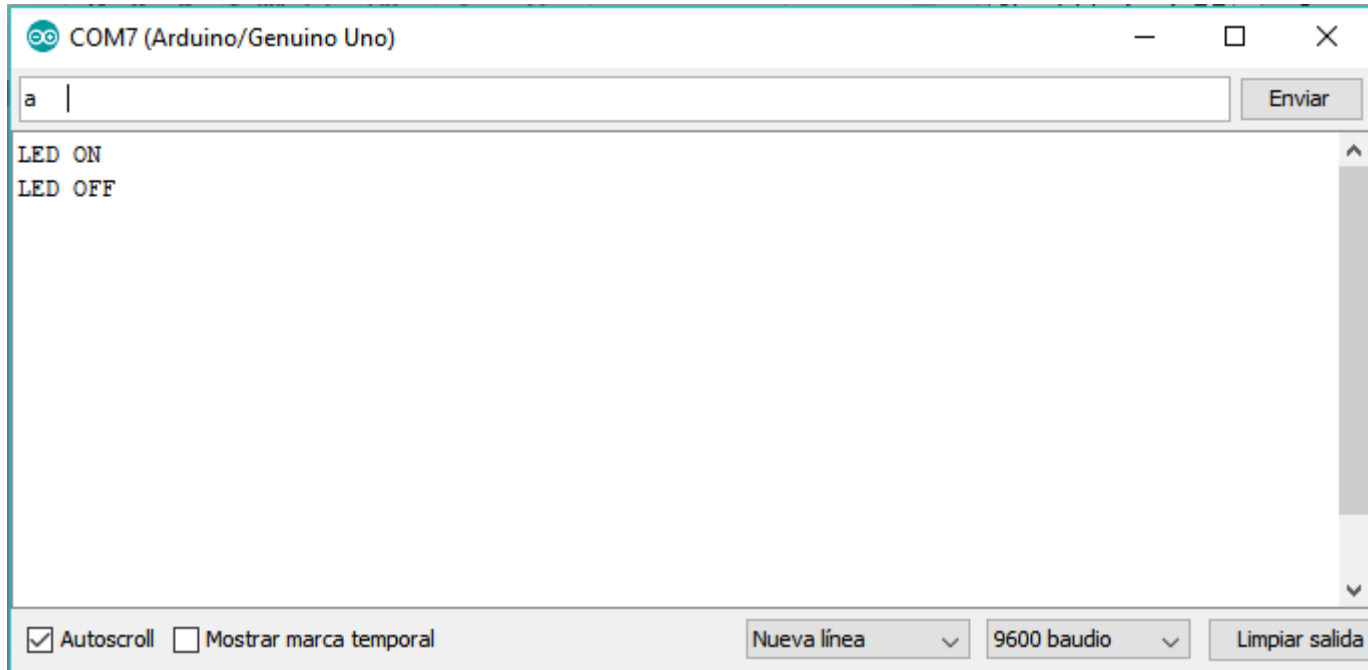 COM7 (Arduino/Genuino Uno)
a
Enviar
LED ON
LED OFF
Autoscroll Mostrar marca temporal Nueva línea 9600 baudio Limpiar salida